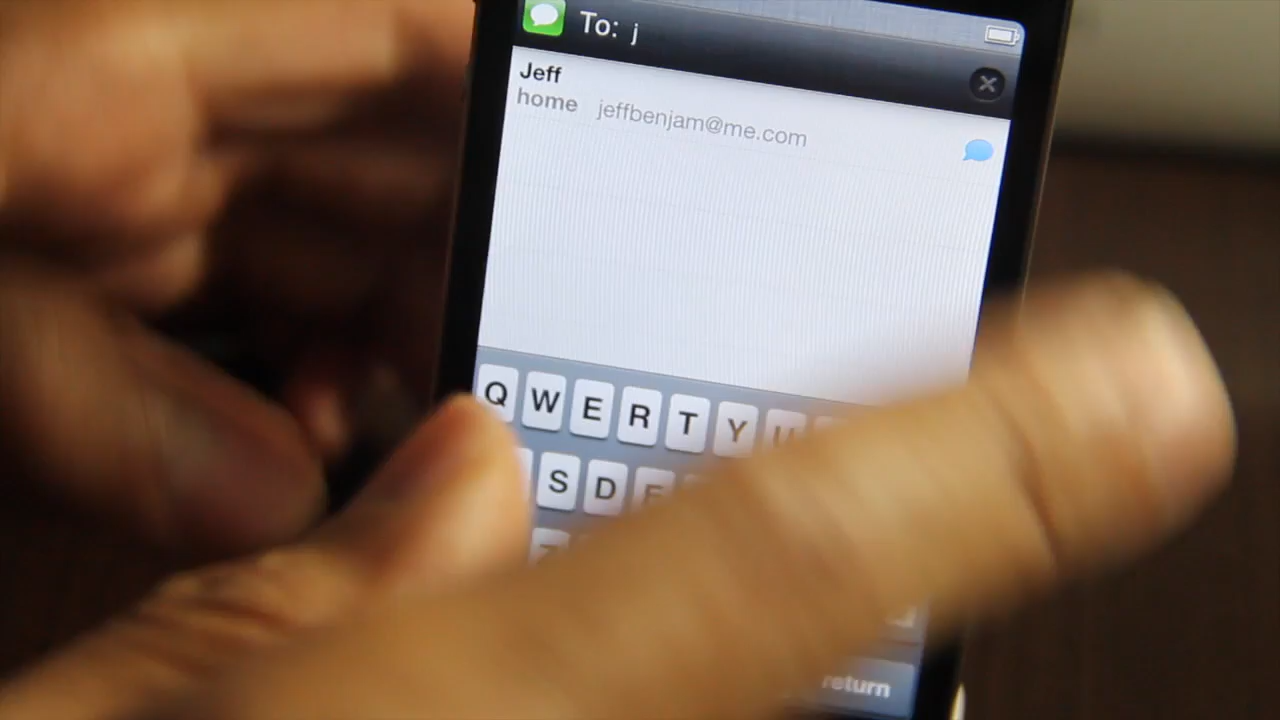 To: j
Jeff
home jeffbenjam@me.com
Q W E R T Y U
S D F
Z
return